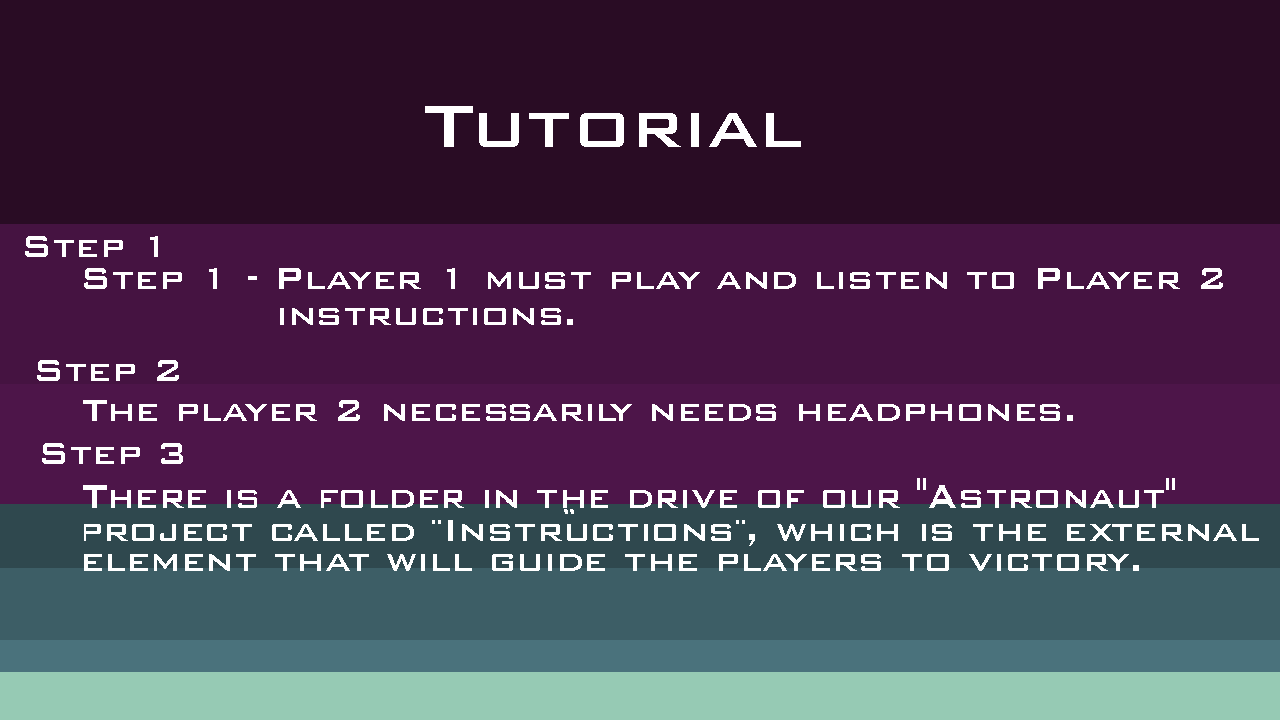 Tutorial
Step 1
Step 1 - Player 1 must play and listen to Player 2
instructions.
Step 2
The player 2 necessarily needs headphones.
Step 3
There is a folder in the drive of our "Astronaut"
project called ¨Instructions¨, which is the external
element that will guide the players to victory.